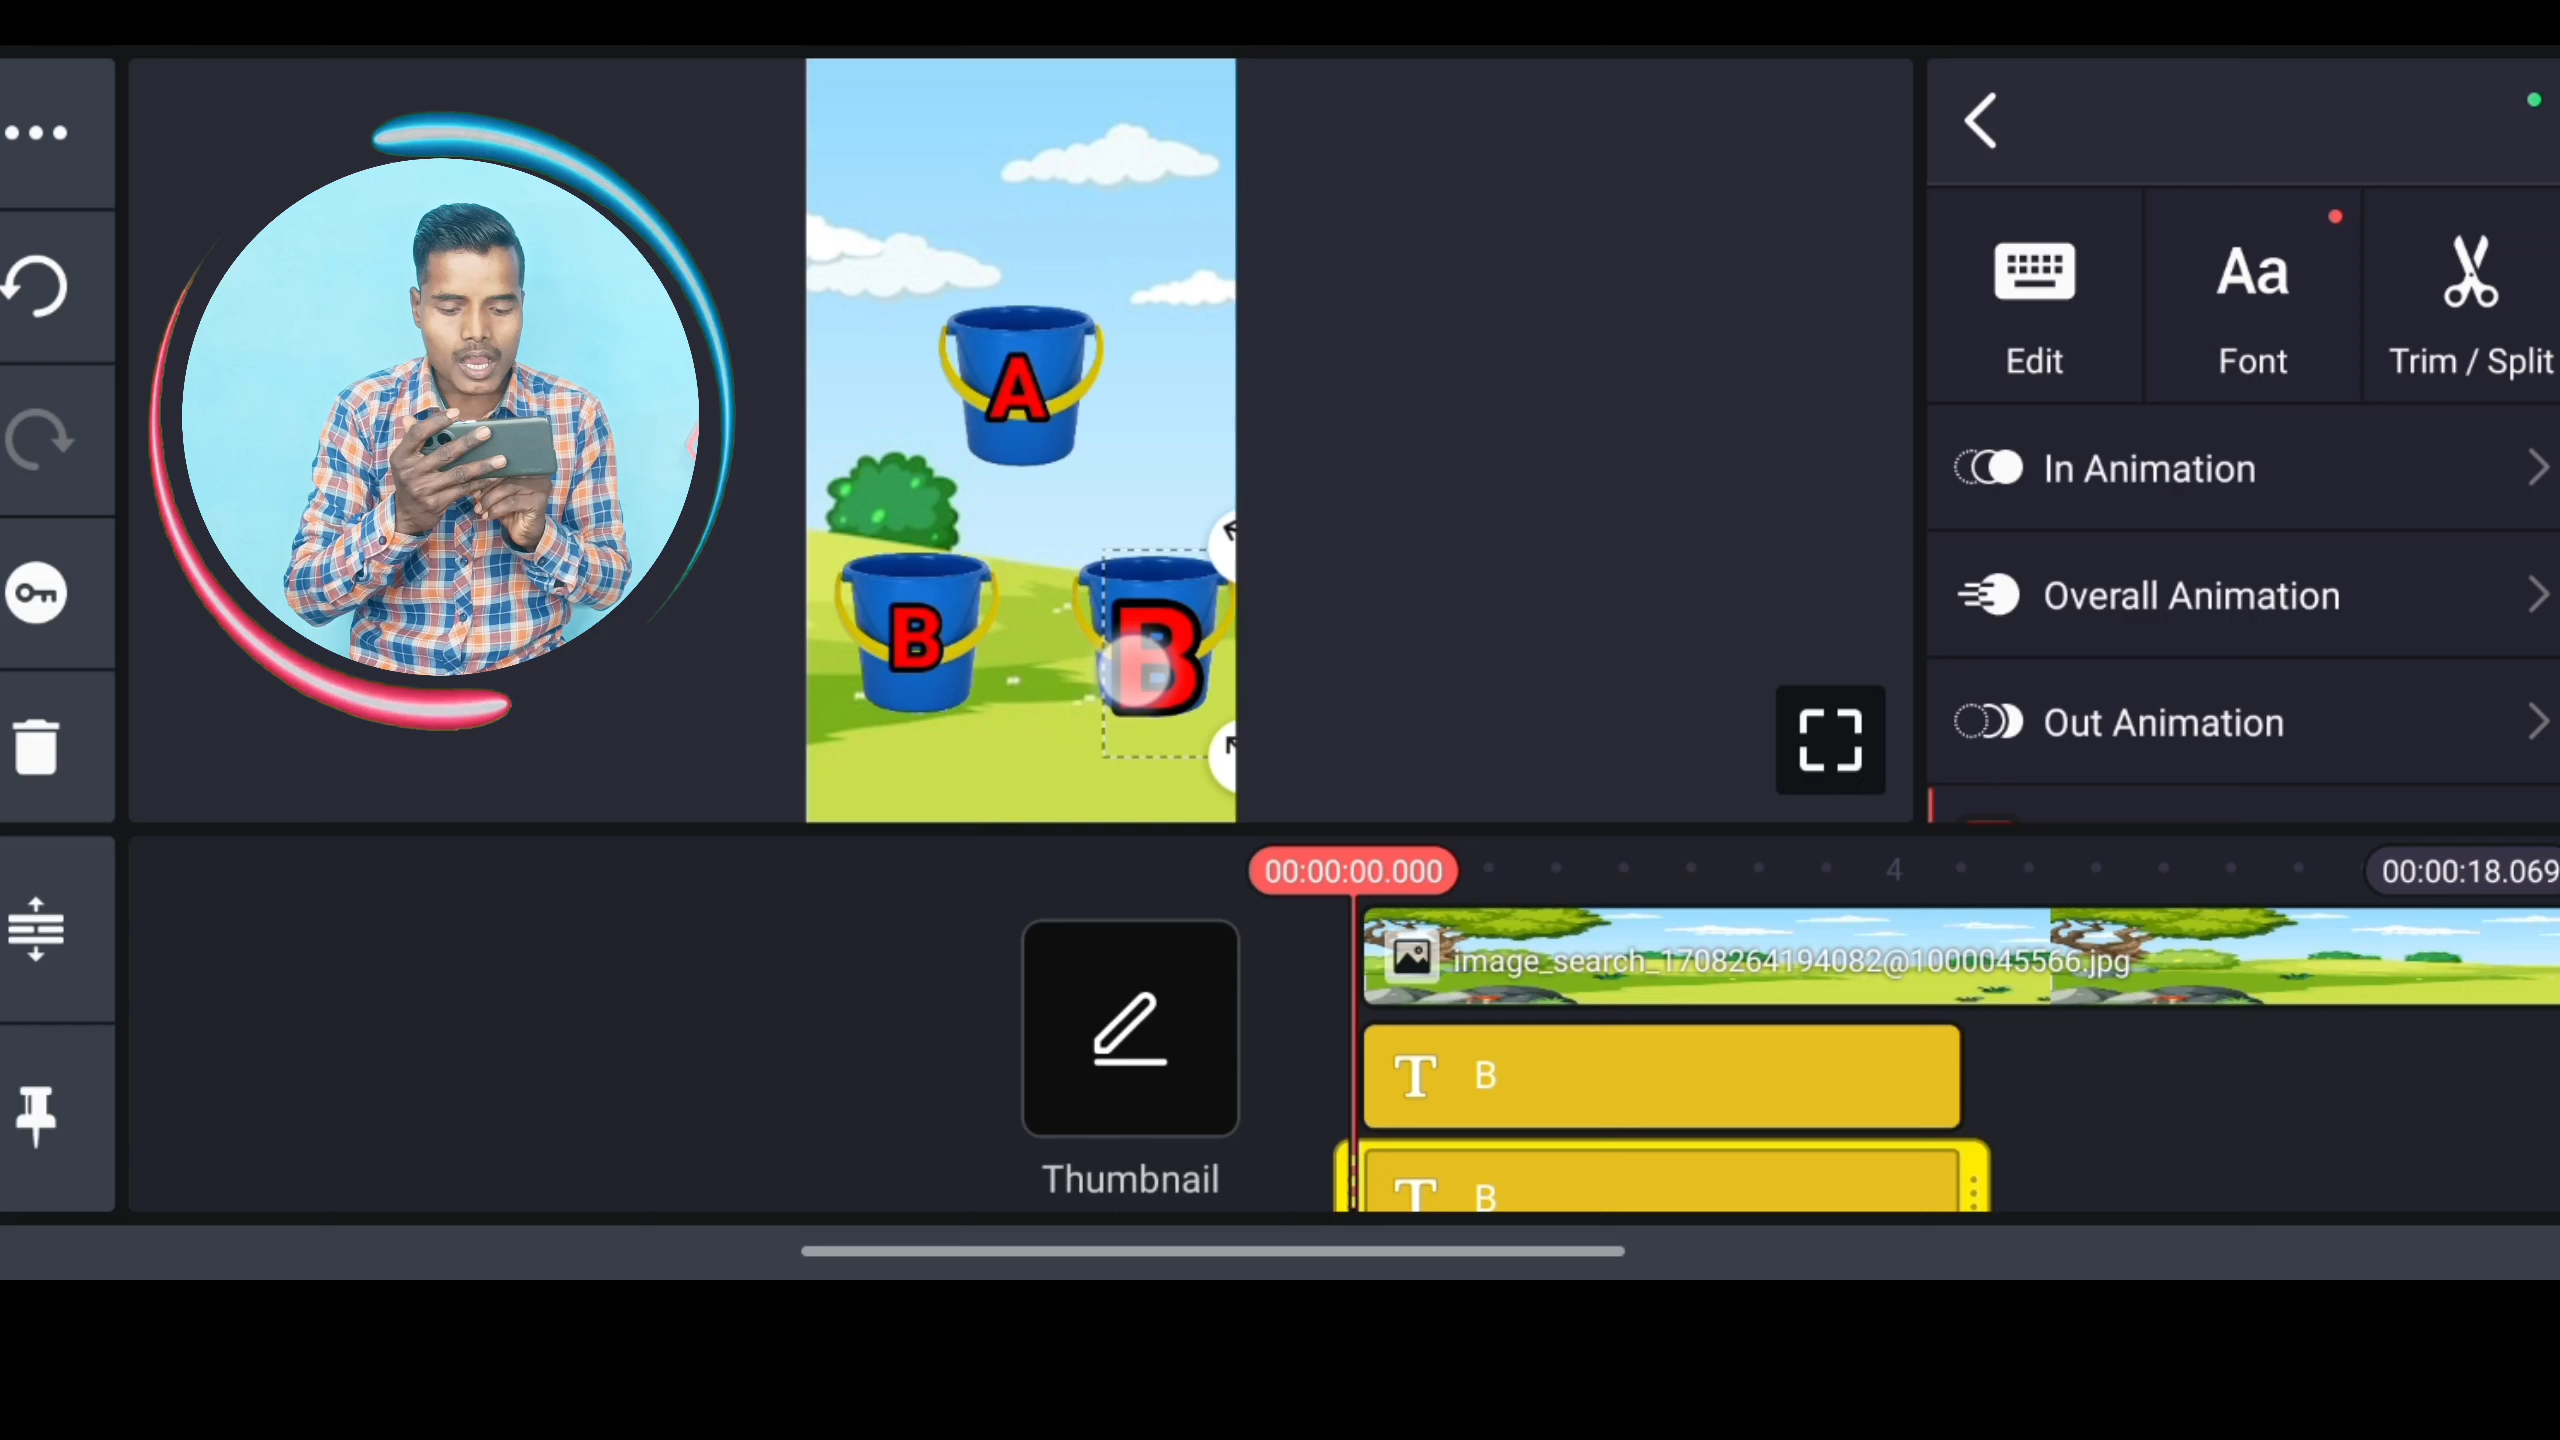 A
B
B
Edit
Font
Trim / Split
In Animation
Overall Animation
Out Animation
00:00:00.000
4
00:00:18.069
image_search_1708264194082@1000045566.jpg
B
B
Thumbnail